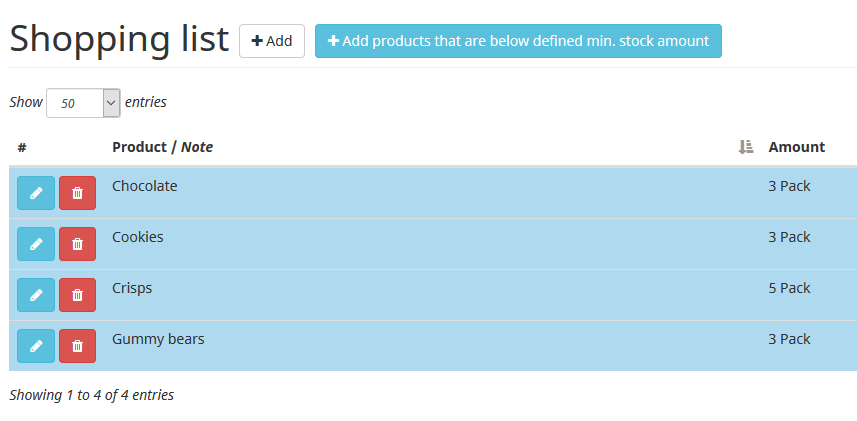 Shopping list Add Add products that are below defined min. stock amount
Show 50 entries
# Product / Note Amount
Chocolate 3 Pack
Cookies 3 Pack
Crisps 5 Pack
Gummy bears 3 Pack
Showing 1 to 4 of 4 entries